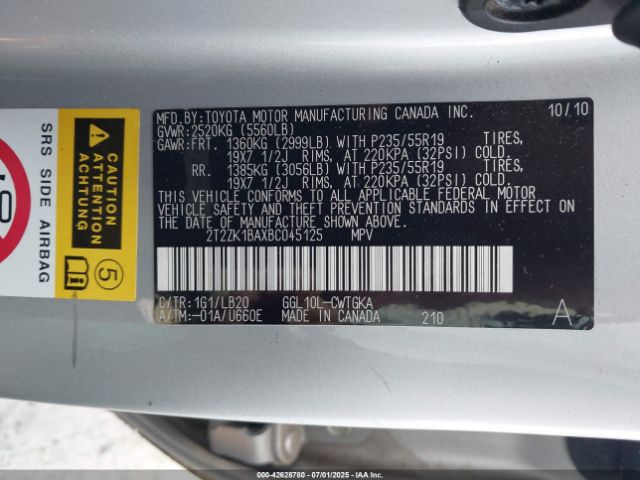 MFD.BY:TOYOTA MOTOR MANUFACTURING CANADA INC. 10/10
GVWR:2520KG (5560LB)
GAWR:FRT. 1360KG (2999LB) WITH P235/55R19 TIRES,
19X7 1/2J RIMS, AT 220KPA (32PSI) COLD,
RR. 1385KG (3056LB) WITH P235/55R19 TIRES,
19X7 1/2J RIMS, AT 220KPA (32PSI) COLD,
THIS VEHICLE CONFORMS TO ALL APPLICABLE FEDERAL MOTOR
VEHICLE SAFETY AND THEFT PREVENTION STANDARDS IN EFFECT ON
THE DATE OF MANUFACTURE SHOWN ABOVE.
2T2ZK1BAXBC045125 MPV
C/TR:1G1/LB20 GGL10L-CWTGKA
A/TM:-01A/U660E MADE IN CANADA 210 A
SRS SIDE AIRBAG
CAUTION
ATTENTION
ACHTUNG
5
000-42628780 - 07/01/2025 - IAAI.CA